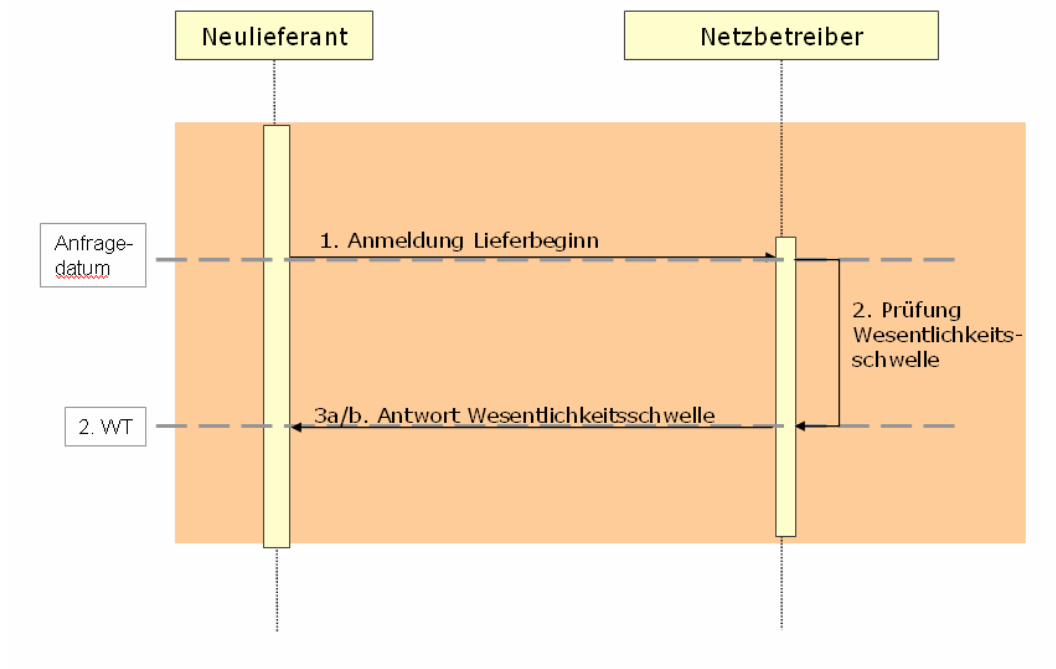 Neulieferant
Netzbetreiber
Anfrage-
datum
1. Anmeldung Lieferbeginn
2. Prüfung
Wesentlichkeits-
schwelle
2. WT
3a/b. Antwort Wesentlichkeitsschwelle